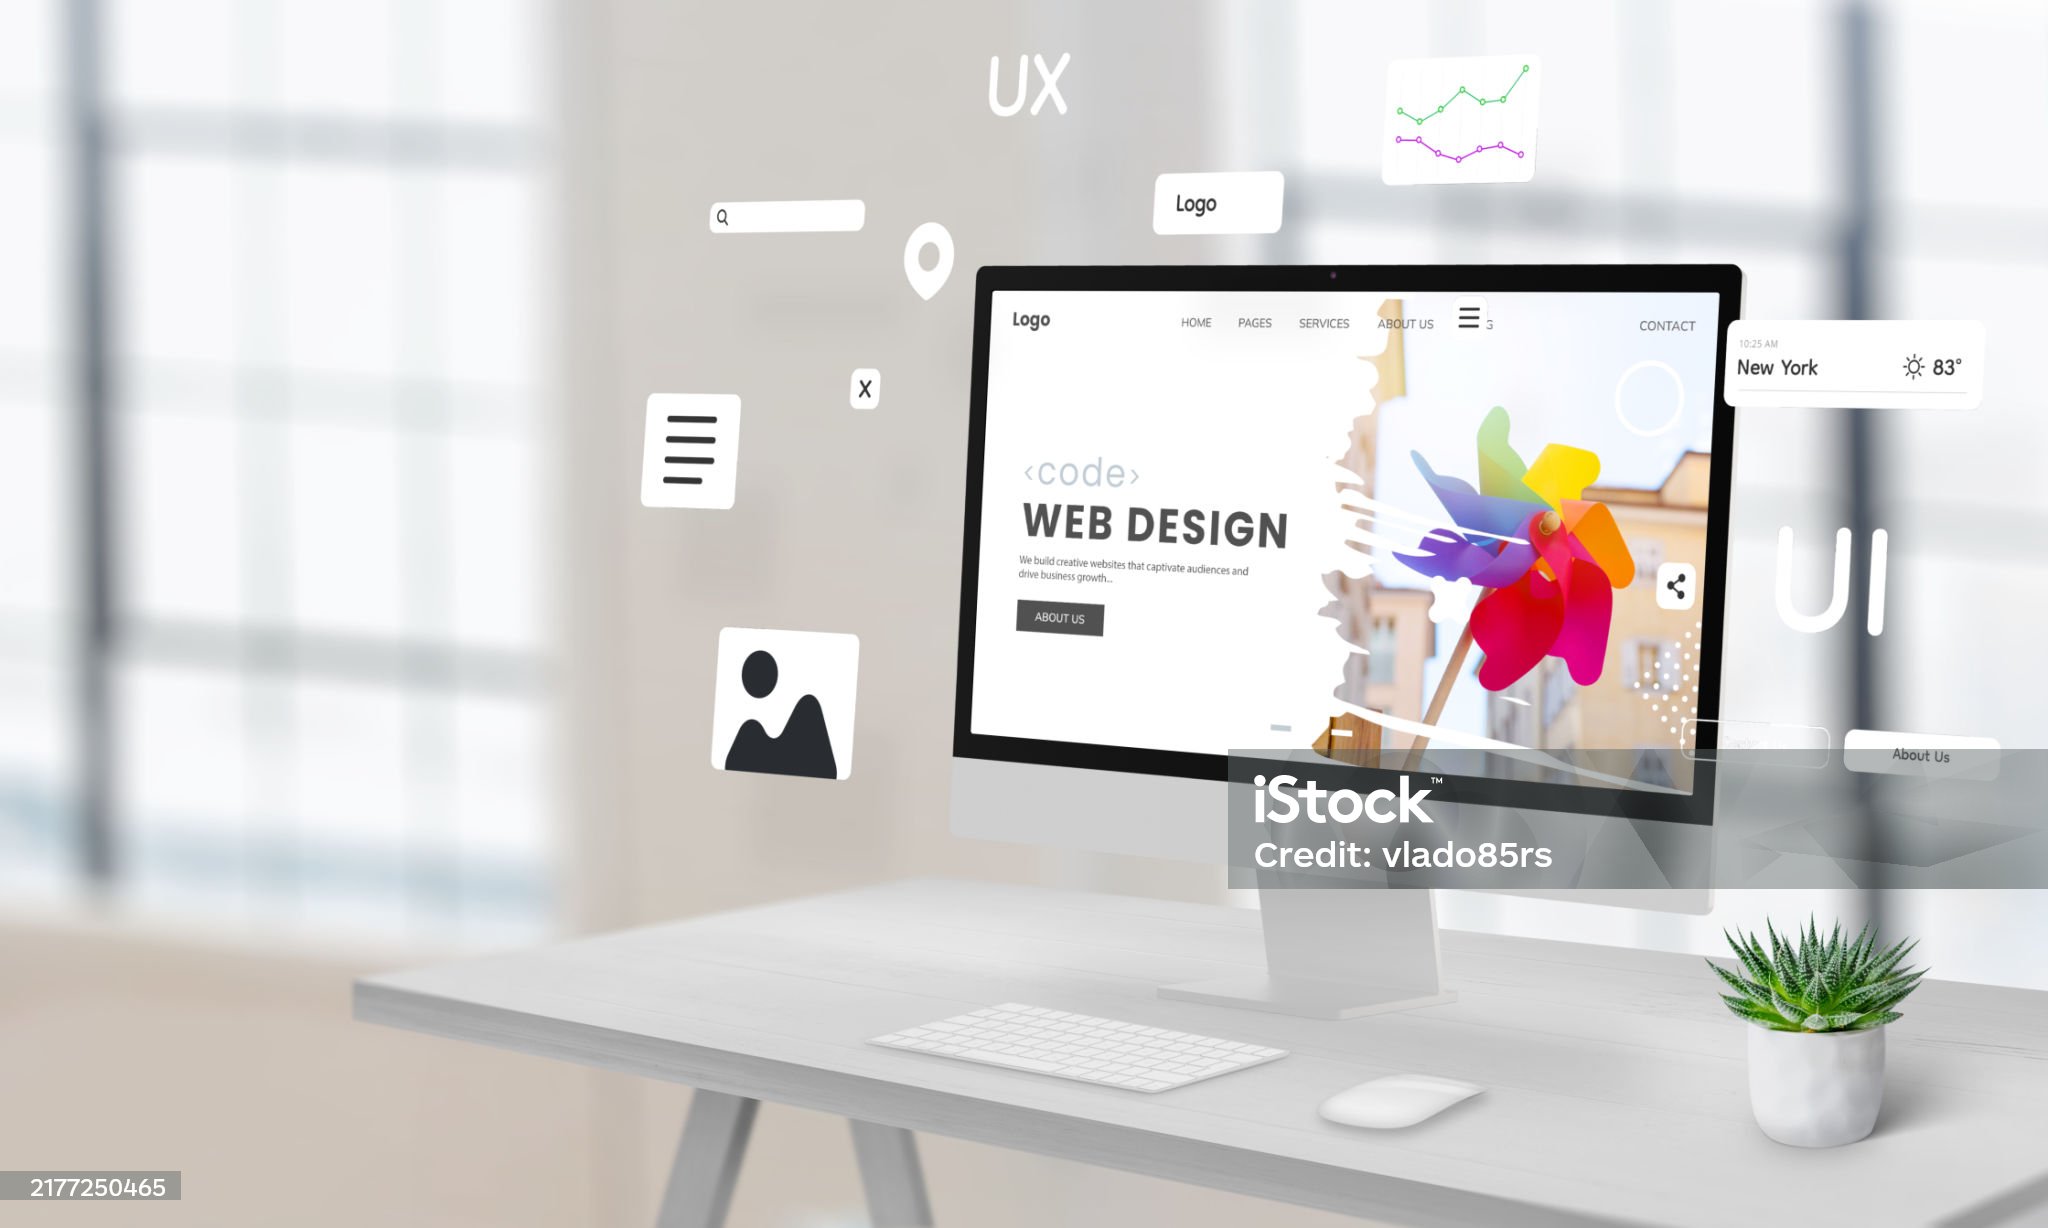 UX
Logo
Logo
HOME
PAGES
SERVICES
ABOUT US
G
CONTACT
10:25 AM
New York
83°
X
<code>
WEB DESIGN
We build creative websites that captivate audiences and
drive business growth...
ABOUT US
UI
About Us
iStock™
Credit: vlado85rs
2177250465